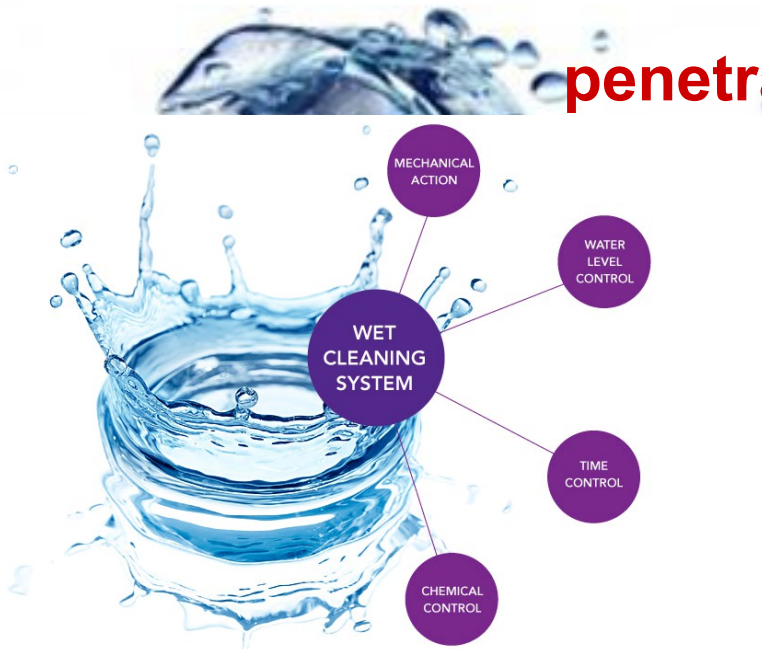 MECHANICAL
ACTION
WATER
LEVEL
CONTROL
WET
CLEANING
SYSTEM
TIME
CONTROL
CHEMICAL
CONTROL